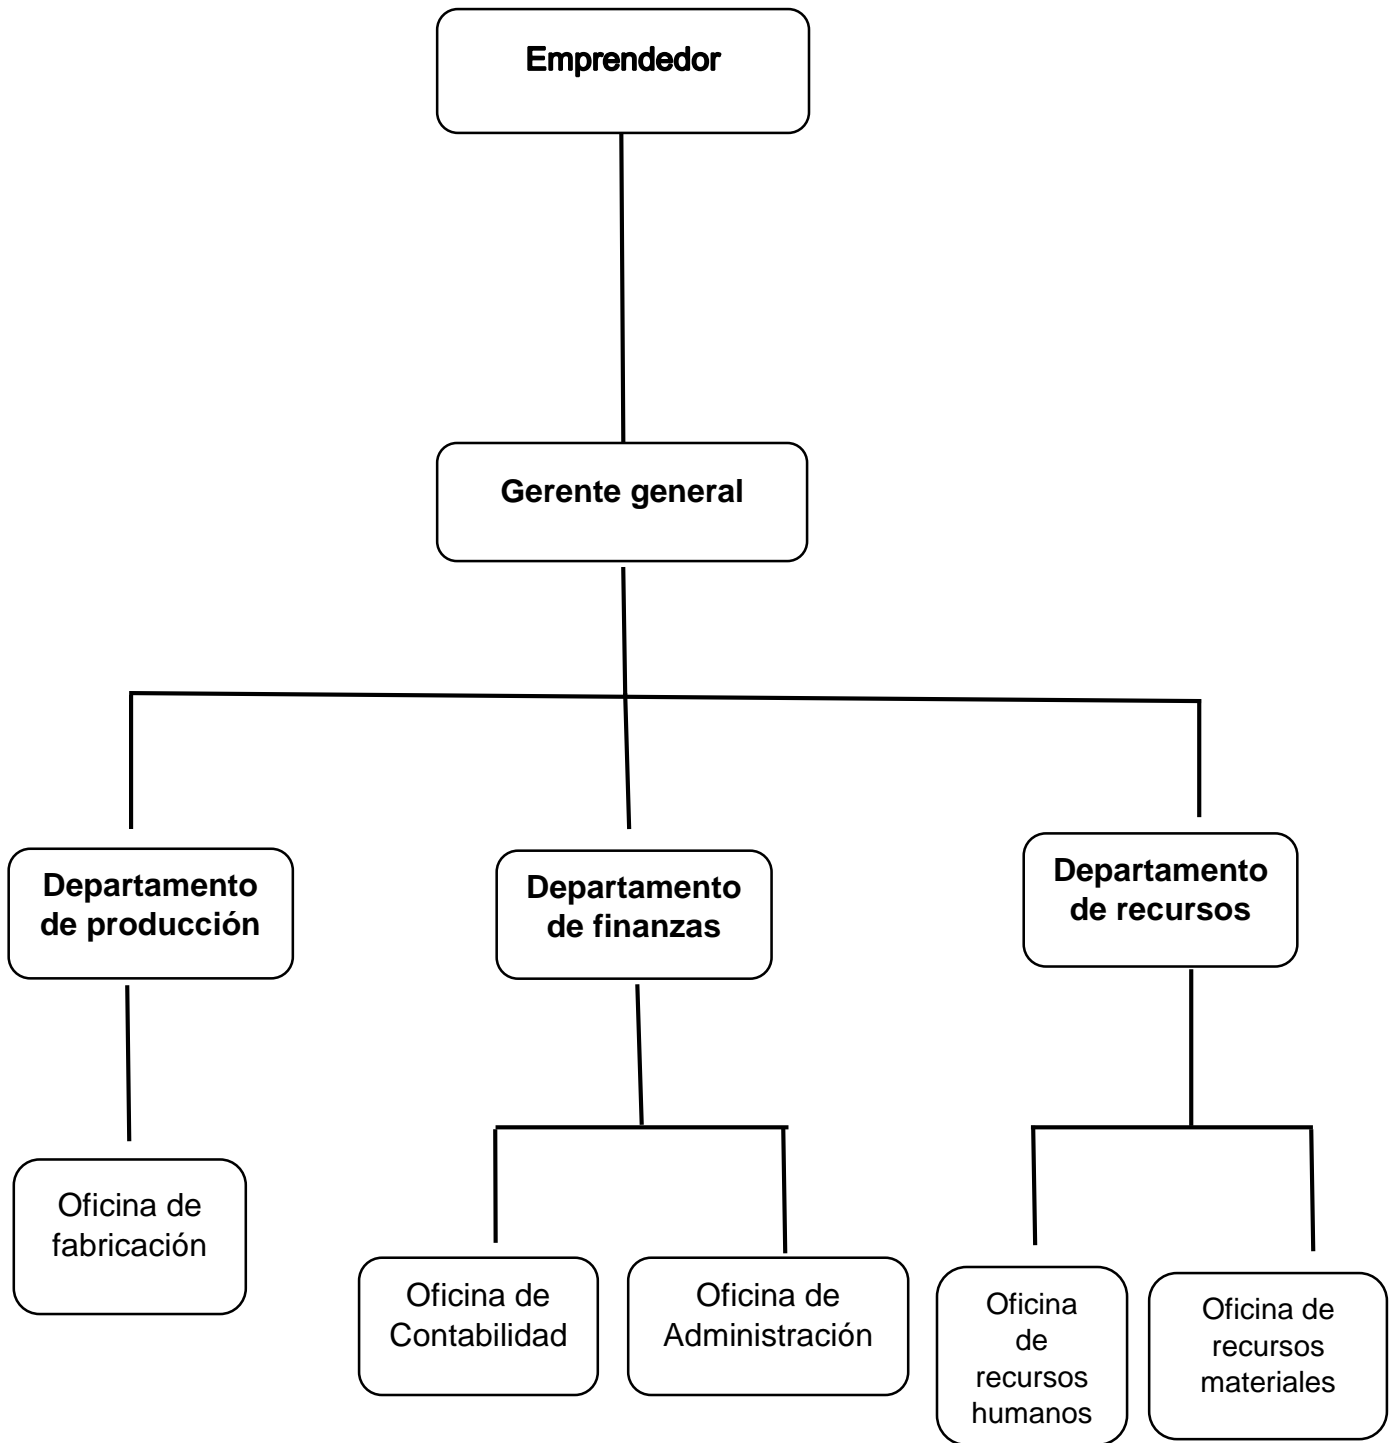 Emprendedor
Gerente general
Departamento
de producción
Departamento
de finanzas
Departamento
de recursos
Oficina de
fabricación
Oficina de
Contabilidad
Oficina de
Administración
Oficina
de
recursos
humanos
Oficina de
recursos
materiales